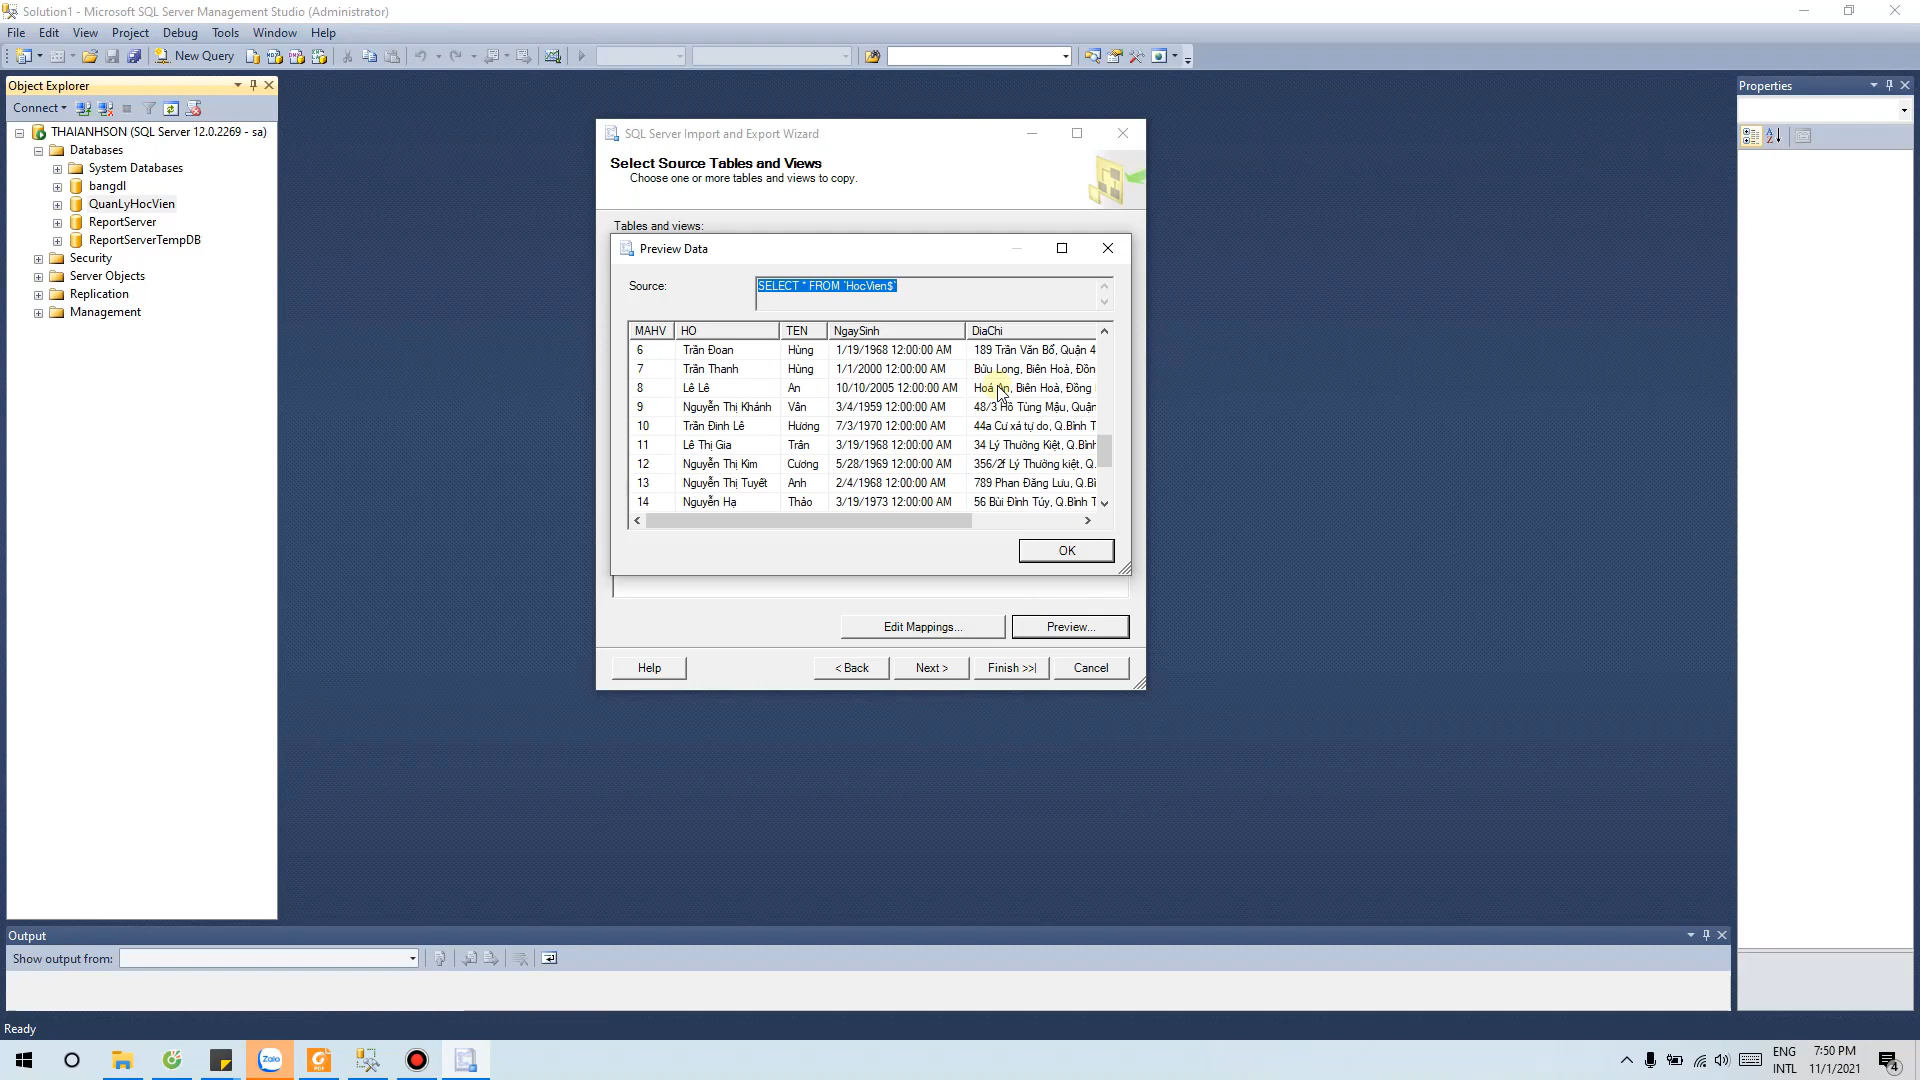 Solution1 - Microsoft SQL Server Management Studio (Administrator)
File Edit View Project Debug Tools Window Help
New Query
Object Explorer
Connect
THAIANHSON (SQL Server 12.0.2269 - sa)
Databases
System Databases
bangdl
QuanLyHocVien
ReportServer
ReportServerTempDB
Security
Server Objects
Replication
Management
SQL Server Import and Export Wizard
Select Source Tables and Views
Choose one or more tables and views to copy.
Tables and views:
Preview Data
Source:
SELECT * FROM `HocVien$`
MAHV HO TEN NgaySinh DiaChi
6 Trần Đoan Hùng 1/19/1968 12:00:00 AM 189 Trần Văn Bổ, Quận 4
7 Trần Thanh Hùng 1/1/2000 12:00:00 AM Bửu Long, Biên Hoà, Đồn
8 Lê Lê An 10/10/2005 12:00:00 AM Hoá An, Biên Hoà, Đồng
9 Nguyễn Thị Khánh Vân 3/4/1959 12:00:00 AM 48/3 Hồ Tùng Mậu, Quận
10 Trần Đình Lê Hương 7/3/1970 12:00:00 AM 44a Cư xá tự do, Q.Bình T
11 Lê Thị Gia Trân 3/19/1968 12:00:00 AM 34 Lý Thường Kiệt, Q.Bình
12 Nguyễn Thị Kim Cương 5/28/1969 12:00:00 AM 356/2f Lý Thường kiệt, Q.
13 Nguyễn Thị Tuyết Anh 2/4/1968 12:00:00 AM 789 Phan Đăng Lưu, Q.Bì
14 Nguyễn Hạ Thảo 3/19/1973 12:00:00 AM 56 Bùi Đình Túy, Q.Bình T
OK
Edit Mappings... Preview...
Help < Back Next > Finish >>| Cancel
Properties
Output
Show output from:
Ready
Zalo
PDF
ENG
INTL
7:50 PM
11/1/2021
4